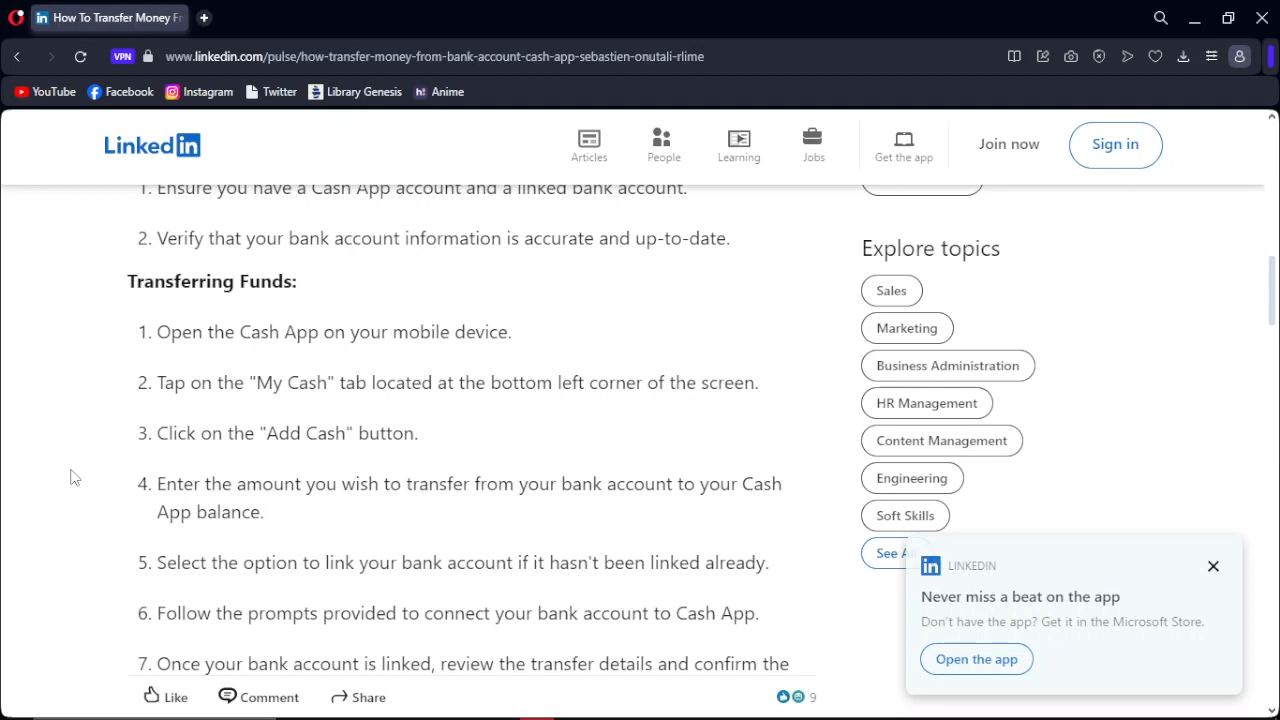 How To Transfer Money Fr
VPN
www.linkedin.com/pulse/how-transfer-money-from-bank-account-cash-app-sebastien-onutali-rlime
YouTube
Facebook
Instagram
Twitter
Library Genesis
h! Anime
Linked in
Articles
People
Learning
Jobs
Get the app
Join now
Sign in
1. Ensure you have a Cash App account and a linked bank account.
2. Verify that your bank account information is accurate and up-to-date.
Transferring Funds:
1. Open the Cash App on your mobile device.
2. Tap on the "My Cash" tab located at the bottom left corner of the screen.
3. Click on the "Add Cash" button.
4. Enter the amount you wish to transfer from your bank account to your Cash
App balance.
5. Select the option to link your bank account if it hasn't been linked already.
6. Follow the prompts provided to connect your bank account to Cash App.
7. Once your bank account is linked, review the transfer details and confirm the
Like
Comment
Share
9
Explore topics
Sales
Marketing
Business Administration
HR Management
Content Management
Engineering
Soft Skills
See A
in LINKEDIN
Never miss a beat on the app
Don't have the app? Get it in the Microsoft Store.
Open the app